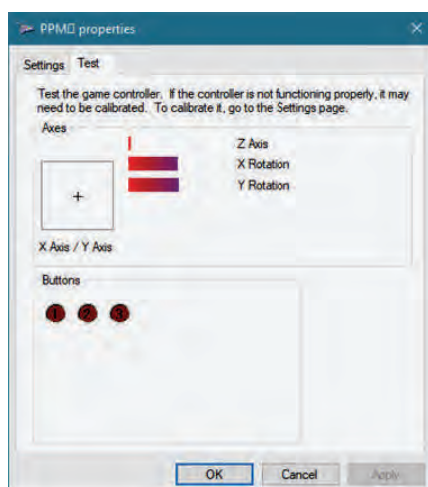 PPM□ properties
Settings Test
Test the game controller. If the controller is not functioning properly, it may
need to be calibrated. To calibrate it, go to the Settings page.
Axes
Z Axis
X Rotation
Y Rotation
X Axis / Y Axis
Buttons
1 2 3
OK Cancel Apply